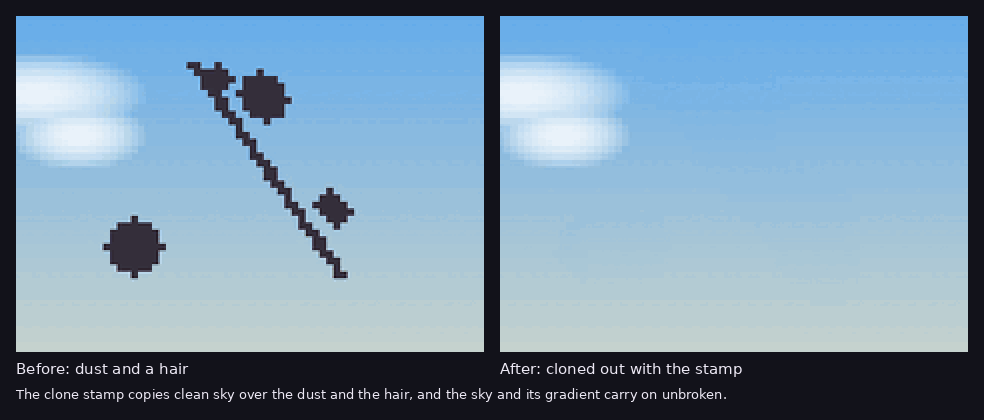 Before: dust and a hair
After: cloned out with the stamp
The clone stamp copies clean sky over the dust and the hair, and the sky and its gradient carry on unbroken.